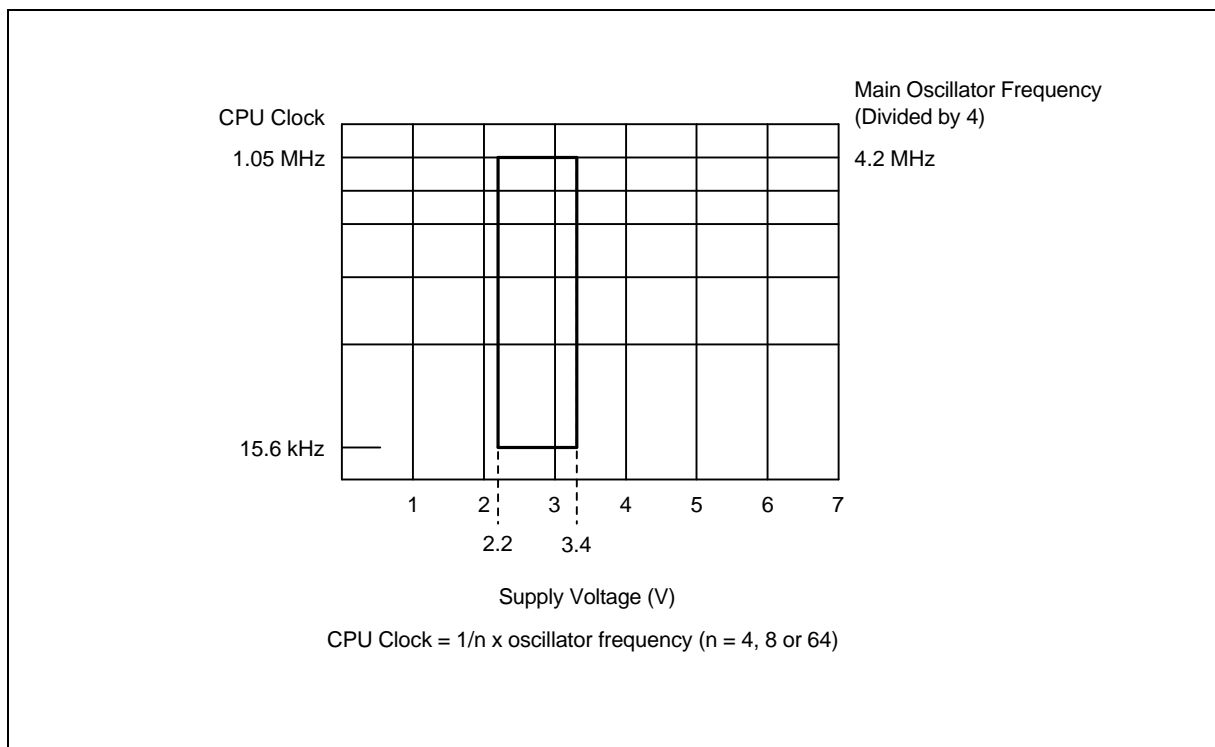 Main Oscillator Frequency
(Divided by 4)
CPU Clock
1.05 MHz
4.2 MHz
15.6 kHz
1 2 3 4 5 6 7
2.2 3.4
Supply Voltage (V)
CPU Clock = 1/n x oscillator frequency (n = 4, 8 or 64)